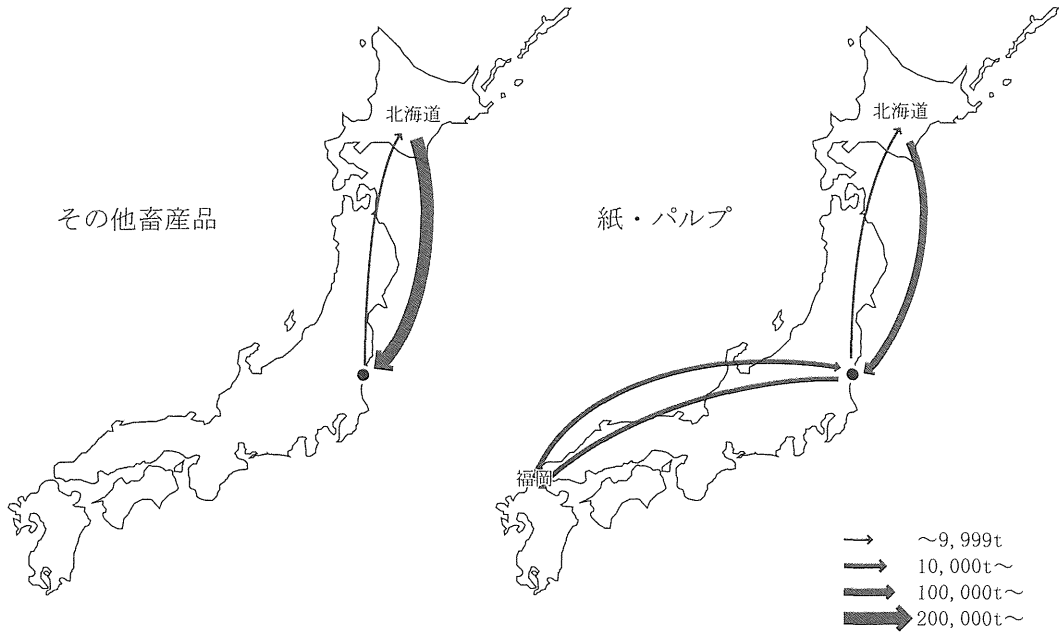 北海道
その他畜産品
北海道
紙・パルプ
福岡
～9,999t
10,000t～
100,000t～
200,000t～